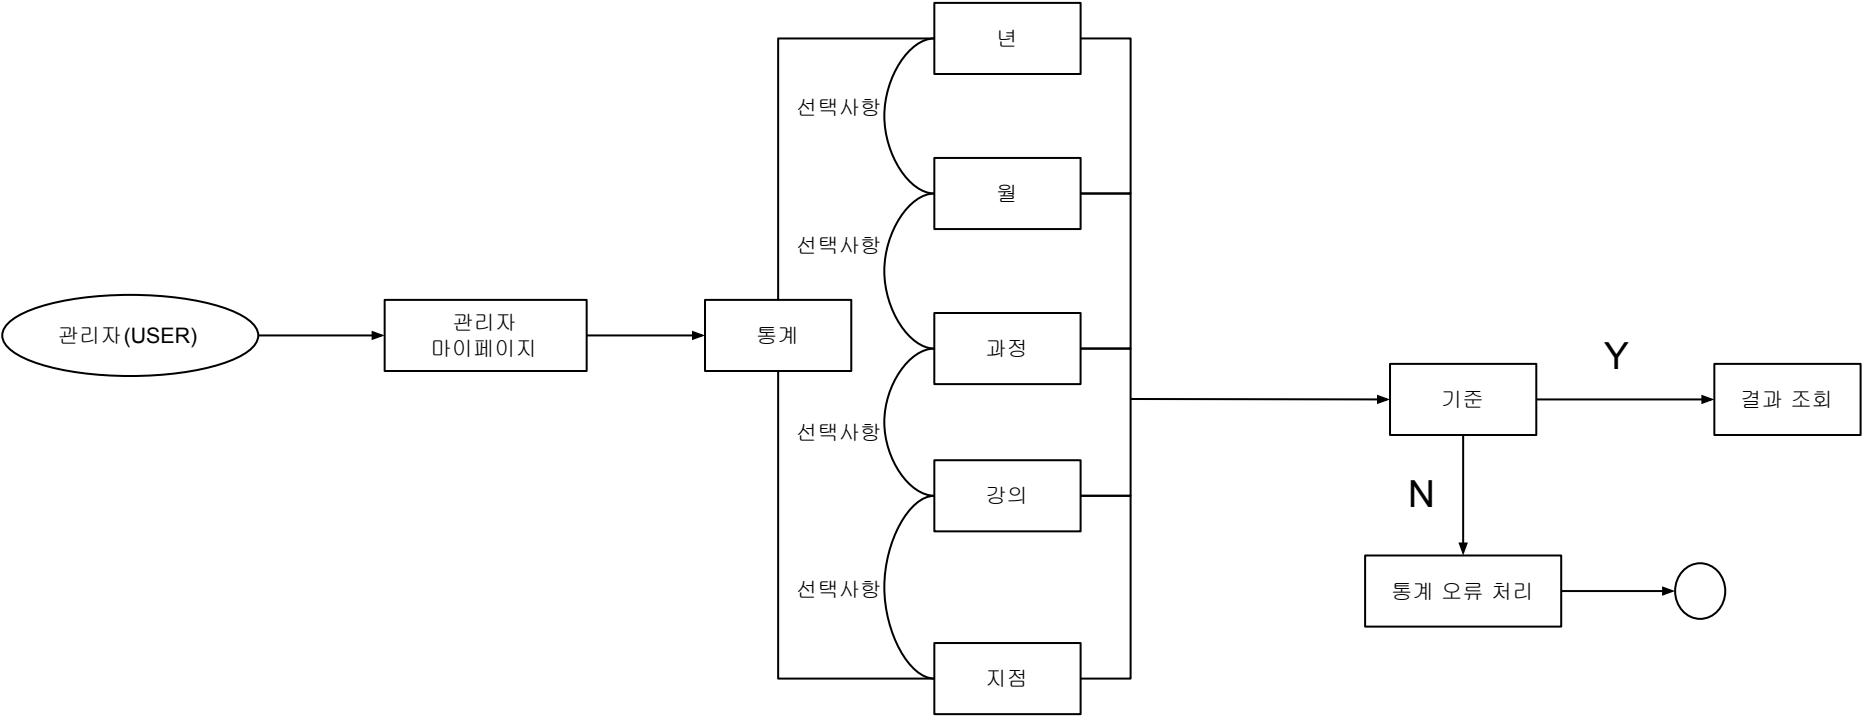 관리자(USER)
관리자
마이페이지
통계
년
선택사항
월
선택사항
과정
선택사항
강의
선택사항
지점
기준
Y
결과 조회
N
통계 오류 처리